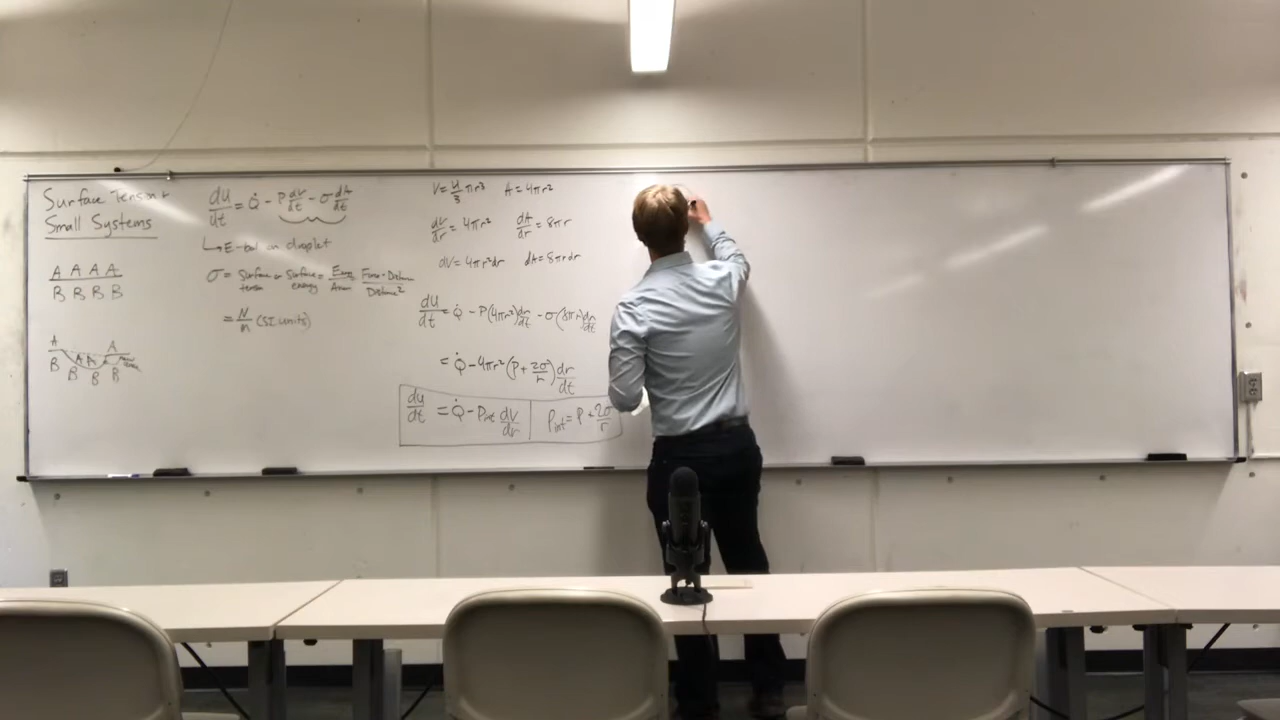 Surface Tension +
Small Systems
A A A A
B B B B
A A
B A A
B B B
du/dt = Q̇ - P dV/dt - σ dA/dt
↳ E-bal on droplet
σ = Surface tension or Surface energy = Energy/Area = Force · Distance/Distance²
= N/m (SI units)
V = 4/3 πr³ A = 4πr²
dV/dr = 4πr² dA/dr = 8πr
dV = 4πr²dr dA = 8πrdr
dU/dt = Q̇ - P(4πr²)dr/dt - σ(8πr)dr/dt
= Q̇ - 4πr²(P + 2σ/r)dr/dt
du/dt = Q̇ - Pint dV/dr Pint = P + 2σ/r